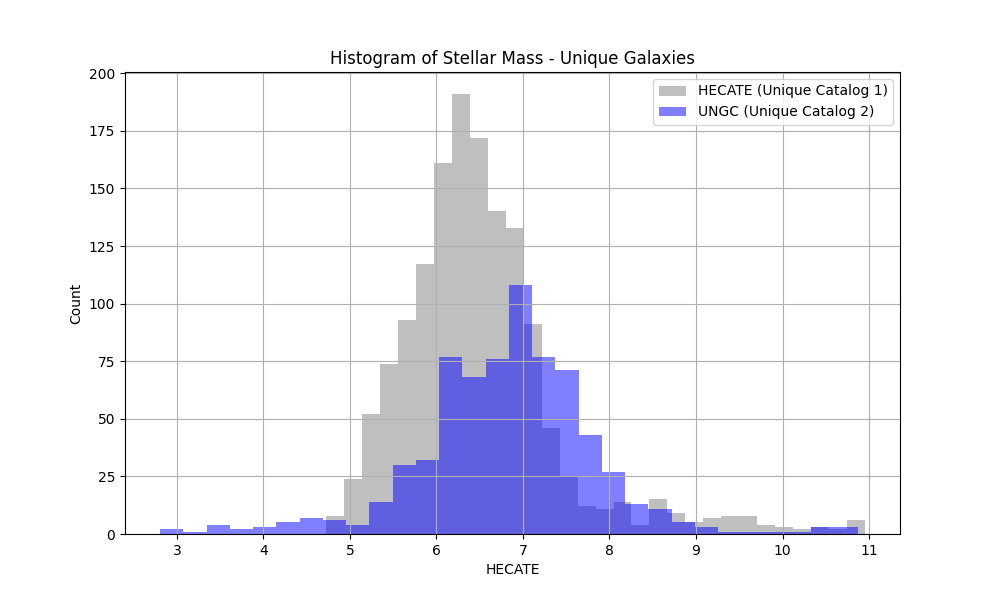 Histogram of Stellar Mass - Unique Galaxies
HECATE (Unique Catalog 1)
UNGC (Unique Catalog 2)
200
175
150
125
100
75
50
25
0
Count
3 4 5 6 7 8 9 10 11
HECATE